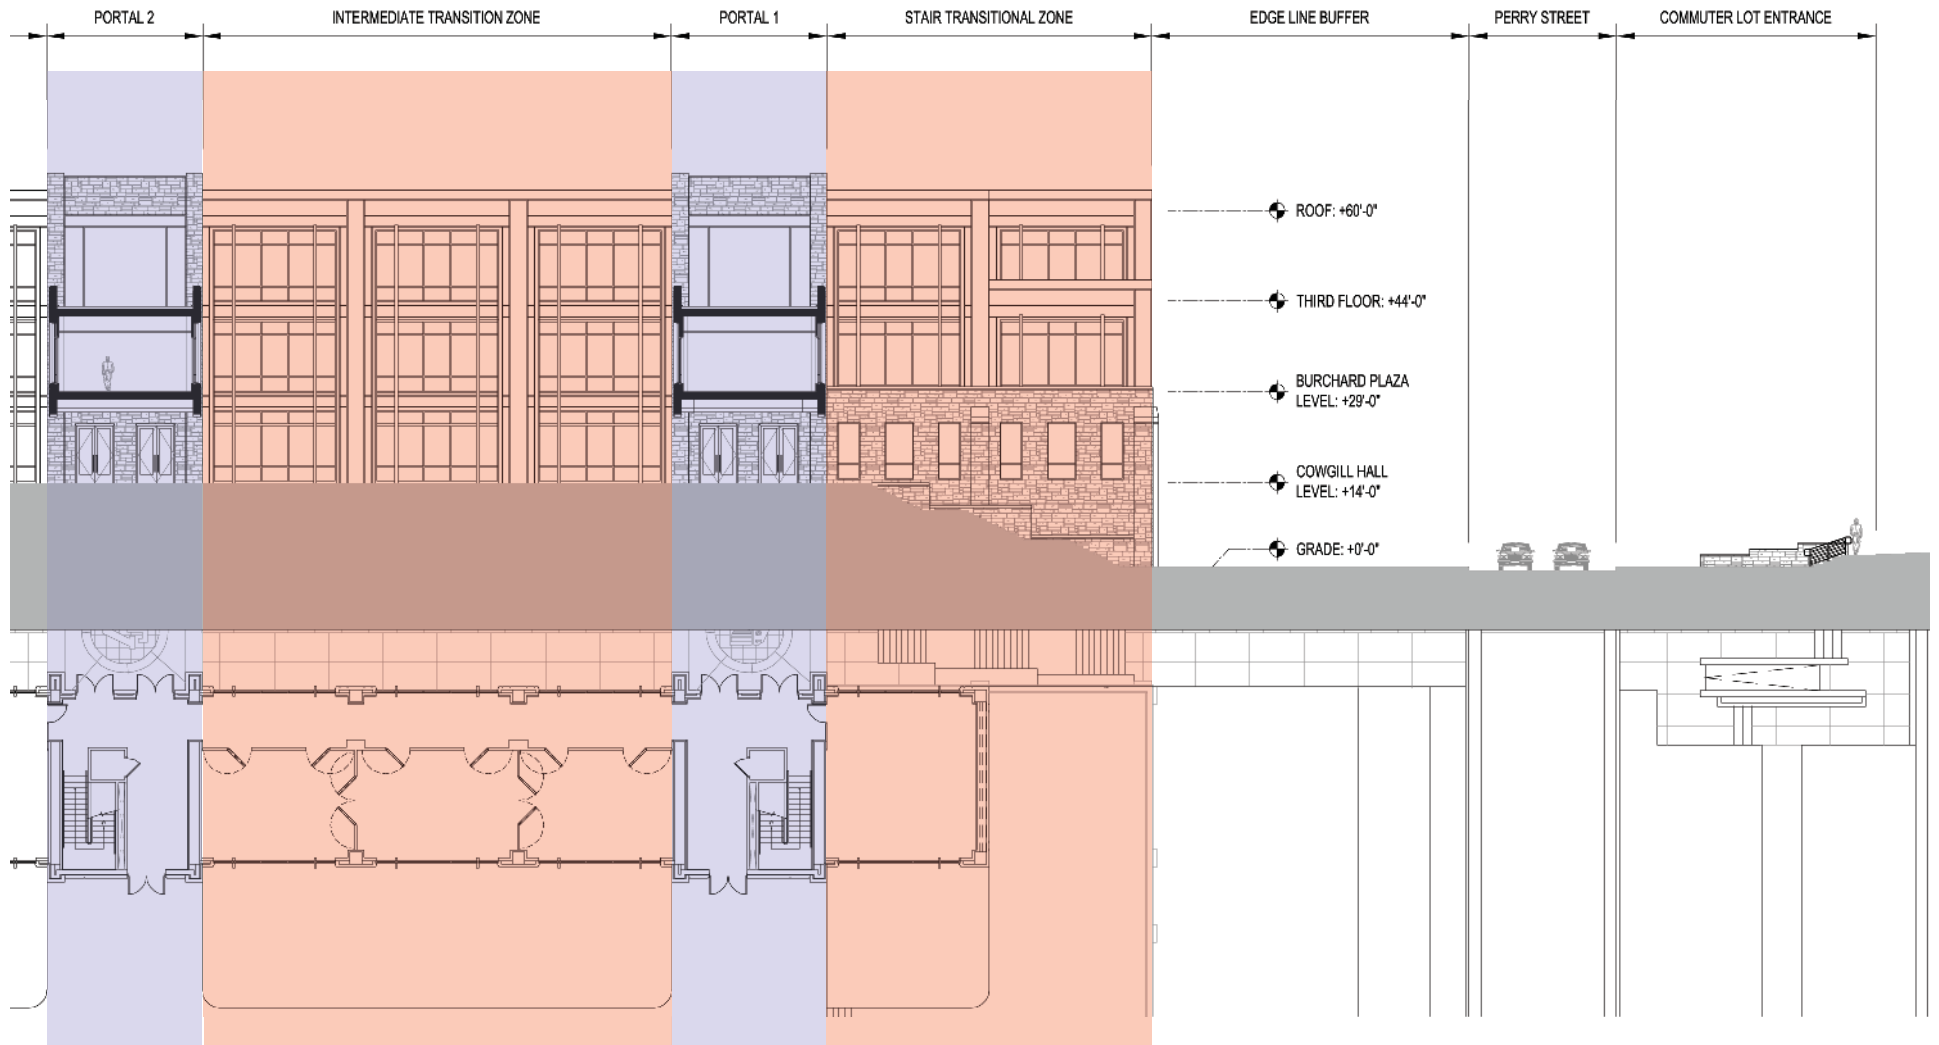 PORTAL 2
INTERMEDIATE TRANSITION ZONE
PORTAL 1
STAIR TRANSITIONAL ZONE
EDGE LINE BUFFER
PERRY STREET
COMMUTER LOT ENTRANCE
ROOF: +60'-0"
THIRD FLOOR: +44'-0"
BURCHARD PLAZA
LEVEL: +29'-0"
COWGILL HALL
LEVEL: +14'-0"
GRADE: +0'-0"